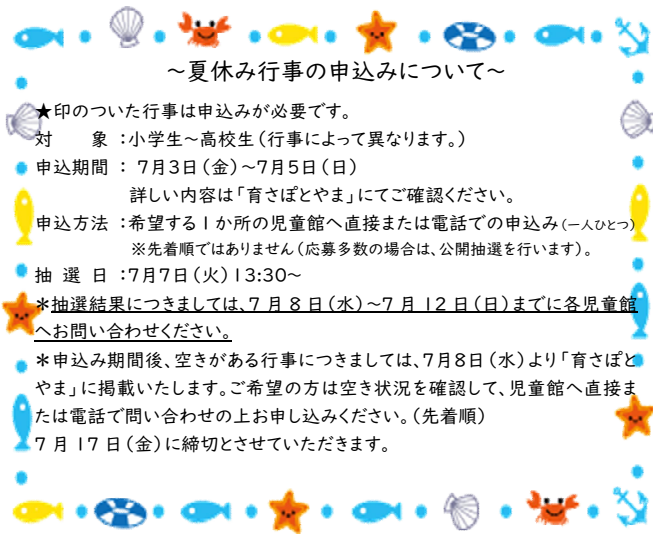 ～夏休み行事の申込みについて～
★印のついた行事は申込みが必要です。
対　　象　：小学生～高校生（行事によって異なります。）
申込期間　：　7月3日（金）～7月5日（日）
詳しい内容は「育さぽとやま」にてご確認ください。
申込方法　：希望する1か所の児童館へ直接または電話での申込み（一人ひとつ）
※先着順ではありません（応募多数の場合は、公開抽選を行います）。
抽　選　日　：7月7日（火）13:30～
＊抽選結果につきましては、7月8日（水）～7月12日（日）までに各児童館
へお問い合わせください。
＊申込み期間後、空きがある行事につきましては、7月8日（水）より「育さぽと
やま」に掲載いたします。ご希望の方は空き状況を確認して、児童館へ直接ま
たは電話で問い合わせの上お申し込みください。（先着順）
7月17日（金）に締切とさせていただきます。